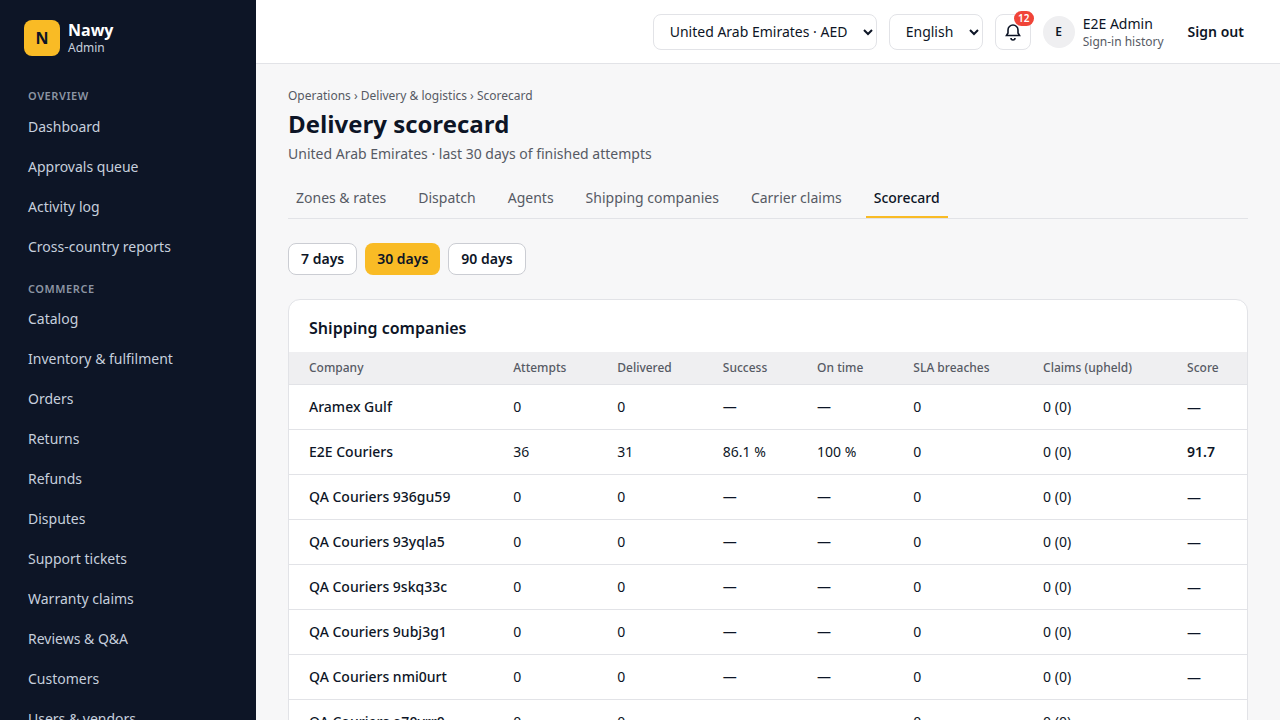 N
Nawy
Admin
OVERVIEW
Dashboard
Approvals queue
Activity log
Cross-country reports
COMMERCE
Catalog
Inventory & fulfilment
Orders
Returns
Refunds
Disputes
Support tickets
Warranty claims
Reviews & Q&A
Customers
Users & vendors
United Arab Emirates · AED
English
12
E
E2E Admin
Sign-in history
Sign out
Operations › Delivery & logistics › Scorecard
Delivery scorecard
United Arab Emirates · last 30 days of finished attempts
Zones & rates Dispatch Agents Shipping companies Carrier claims Scorecard
7 days 30 days 90 days
Shipping companies
Company Attempts Delivered Success On time SLA breaches Claims (upheld) Score
Aramex Gulf 0 0 — — 0 0 (0) —
E2E Couriers 36 31 86.1 % 100 % 0 0 (0) 91.7
QA Couriers 936gu59 0 0 — — 0 0 (0) —
QA Couriers 93yqla5 0 0 — — 0 0 (0) —
QA Couriers 9skq33c 0 0 — — 0 0 (0) —
QA Couriers 9ubj3g1 0 0 — — 0 0 (0) —
QA Couriers nmi0urt 0 0 — — 0 0 (0) —
QA Couriers